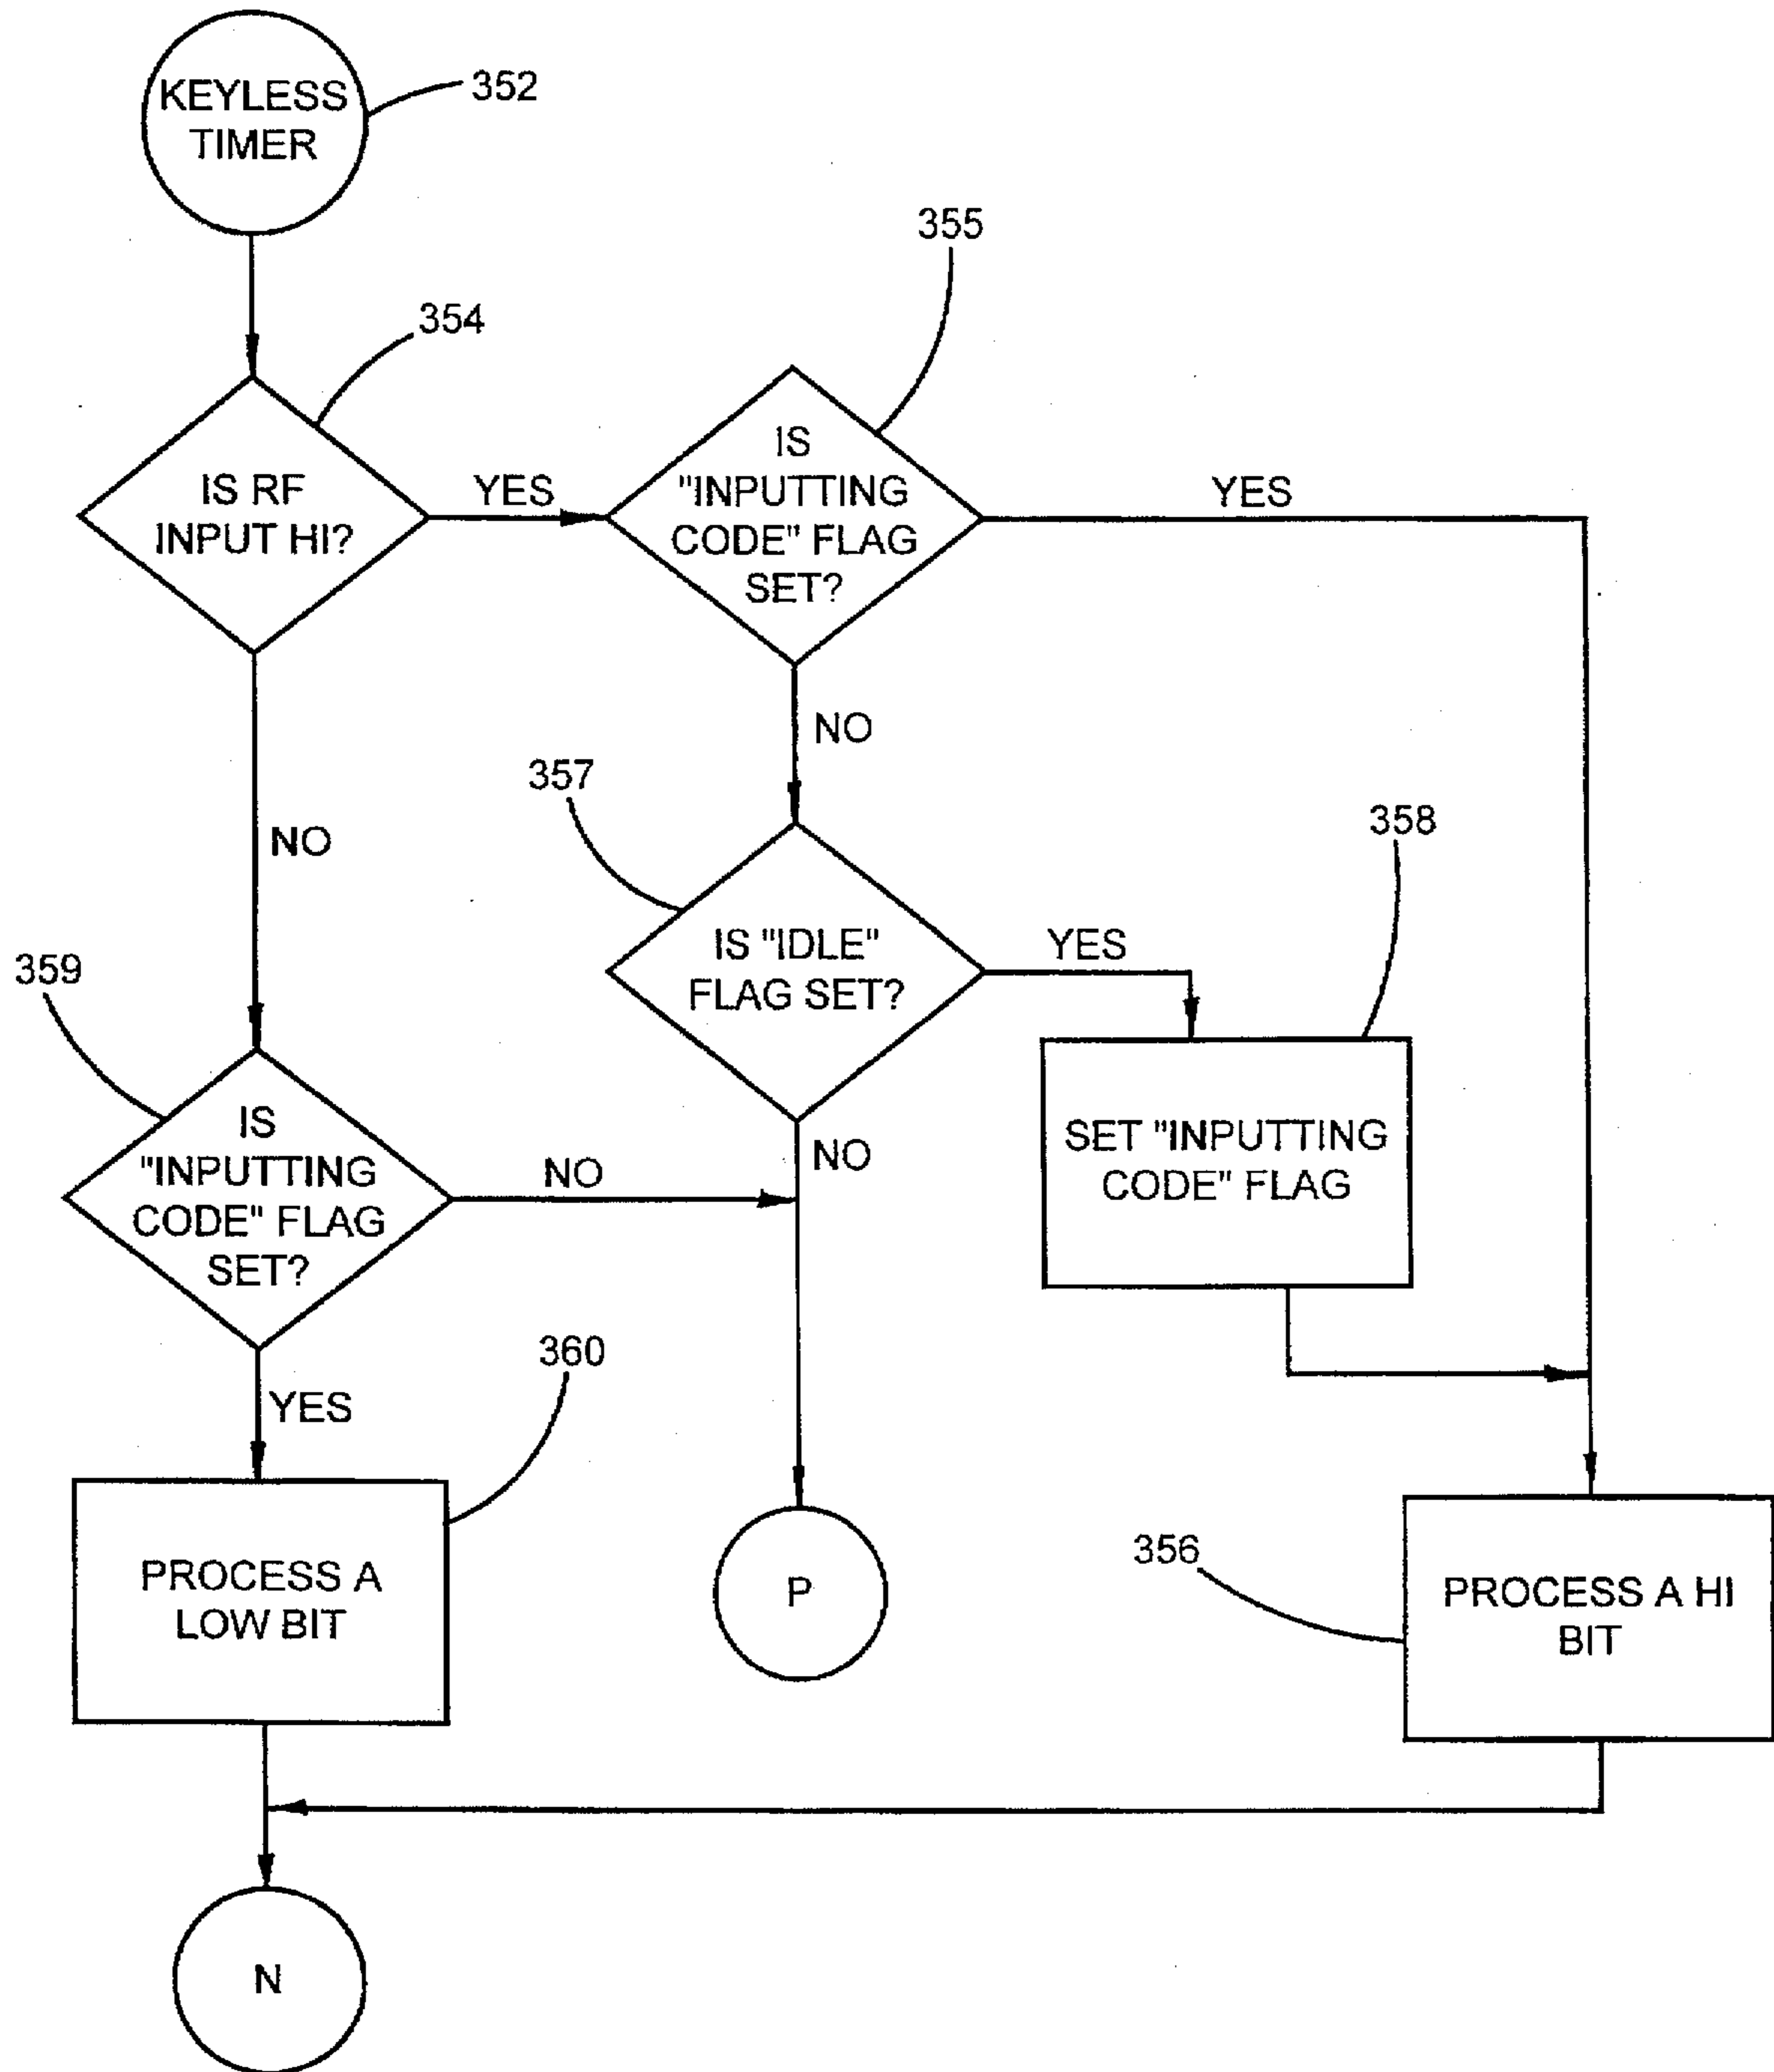 KEYLESS
TIMER
352
354
355
IS RF
INPUT HI?
YES
IS
"INPUTTING
CODE" FLAG
SET?
YES
NO
NO
357
358
IS "IDLE"
FLAG SET?
YES
359
SET "INPUTTING
CODE" FLAG
IS
"INPUTTING
CODE" FLAG
SET?
NO
NO
YES
360
PROCESS A
LOW BIT
P
356
PROCESS A HI
BIT
N